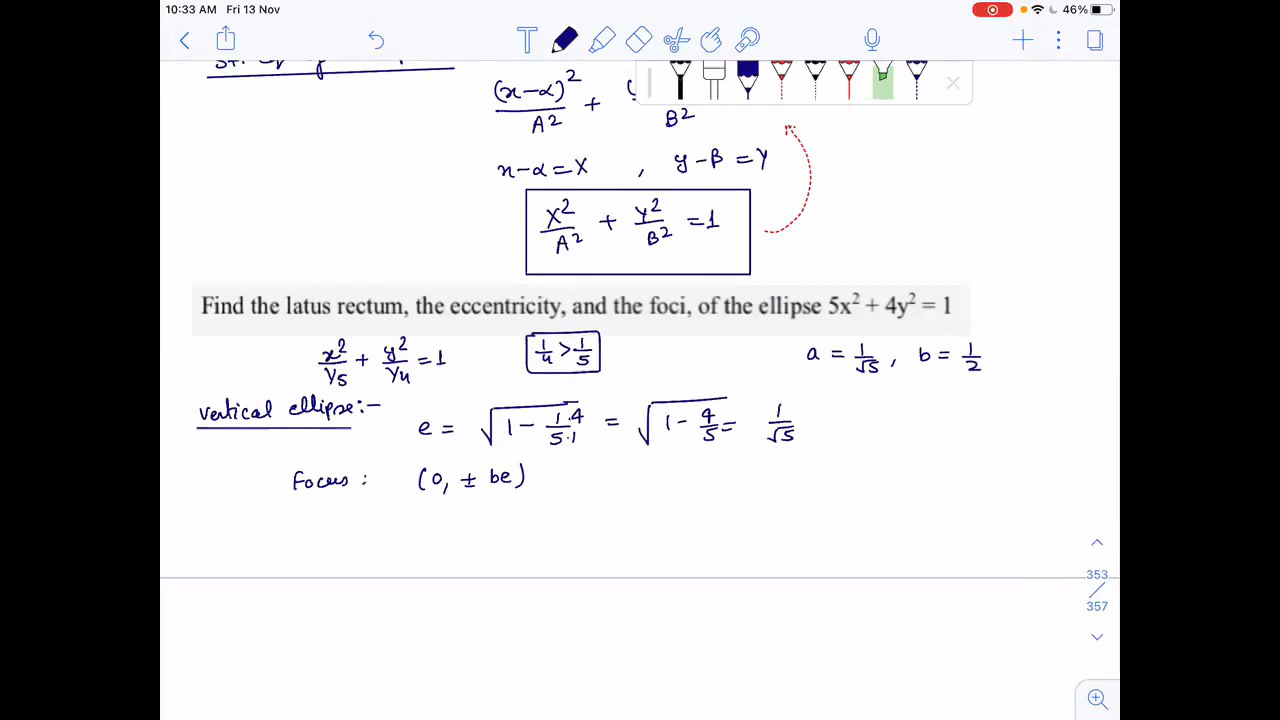 10:33 AM Fri 13 Nov
46%
T
(x-α)² / A² +
B²
x-α = X , y-β = Y
X²/A² + Y²/B² = 1
Find the latus rectum, the eccentricity, and the foci, of the ellipse 5x² + 4y² = 1
x²/1/5 + y²/1/4 = 1
1/4 > 1/5
a = 1/√5 , b = 1/2
vertical ellipse:-
e = √(1 - 1·4/5·1) = √(1 - 4/5) = 1/√5
Focus : (0, ± be)
353
/
357